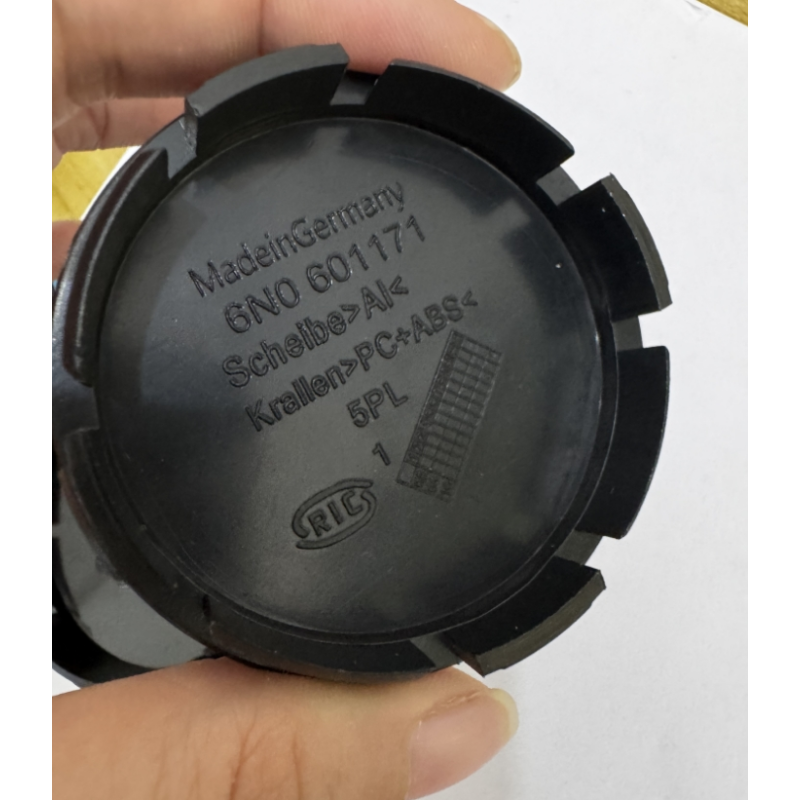 MadeinGermany
6N0 601171
Scheibe>Al<
Krallen>PC+ABS<
5PL
1
RIC